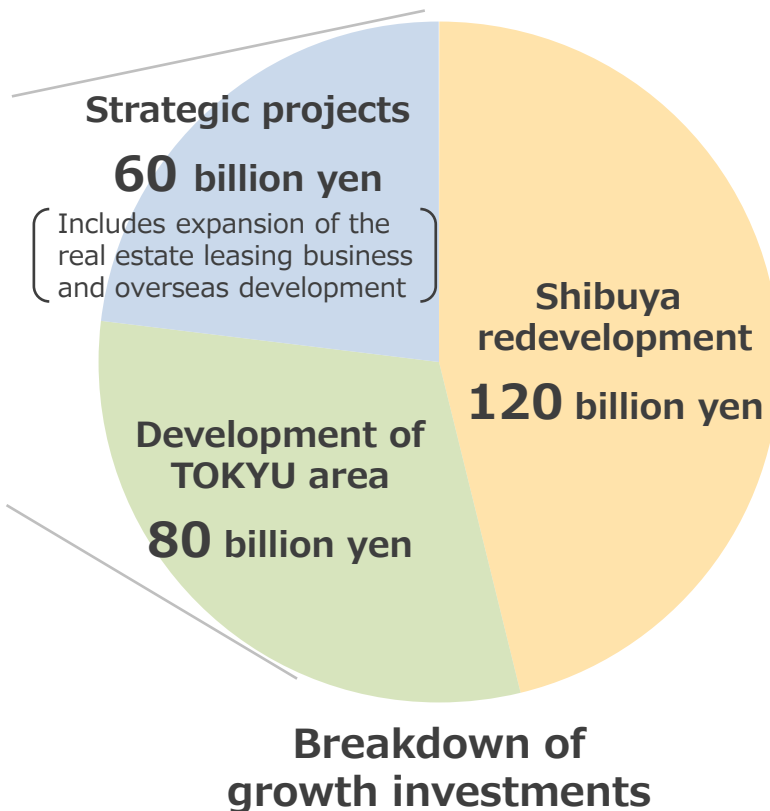 Strategic projects
60 billion yen
Includes expansion of the
real estate leasing business
and overseas development
Shibuya
redevelopment
120 billion yen
Development of
TOKYU area
80 billion yen
Breakdown of
growth investments